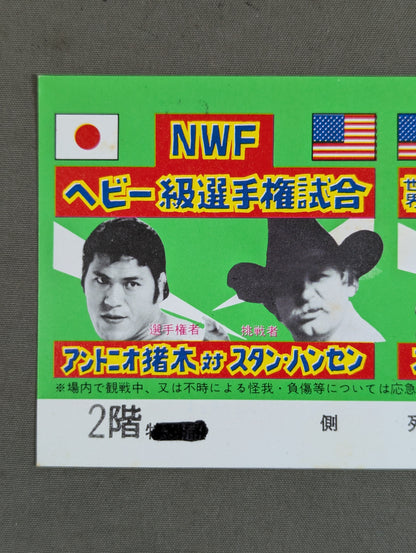 NWF
ヘビー級選手権試合
世
界
選手権者 挑戦者
アントニオ猪木 対 スタン・ハンセン
※場内で観戦中、又は不時による怪我・負傷等については応急
2階 側